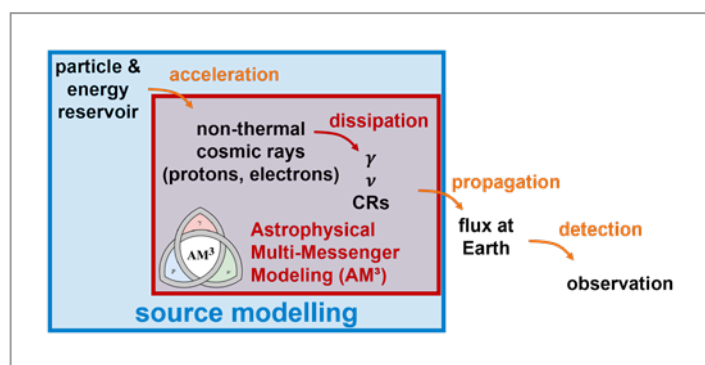 particle &
energy
reservoir
acceleration
non-thermal
cosmic rays
(protons, electrons)
dissipation
γ
ν
CRs
propagation
flux at
Earth
detection
observation
AM³
Astrophysical
Multi-Messenger
Modeling (AM³)
source modelling